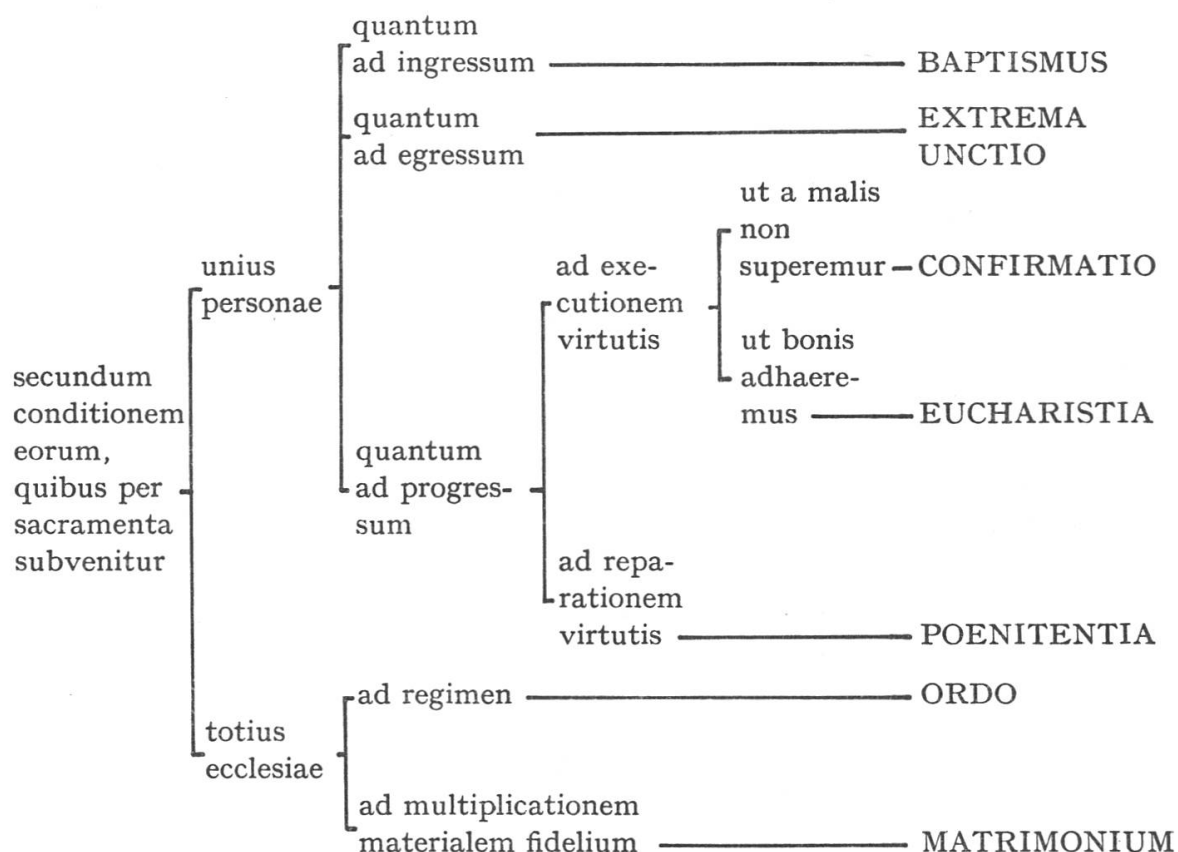 quantum
ad ingressum BAPTISMUS
quantum EXTREMA
ad egressum UNCTIO
ut a malis
non
unius ad exe- superemur CONFIRMATIO
personae cutionem
virtutis ut bonis
secundum adhaere-
conditionem mus EUCHARISTIA
eorum, quantum
quibus per ad progres-
sacramenta sum
subvenitur ad repa-
rationem
virtutis POENITENTIA
ad regimen ORDO
totius
ecclesiae
ad multiplicationem
materialem fidelium MATRIMONIUM